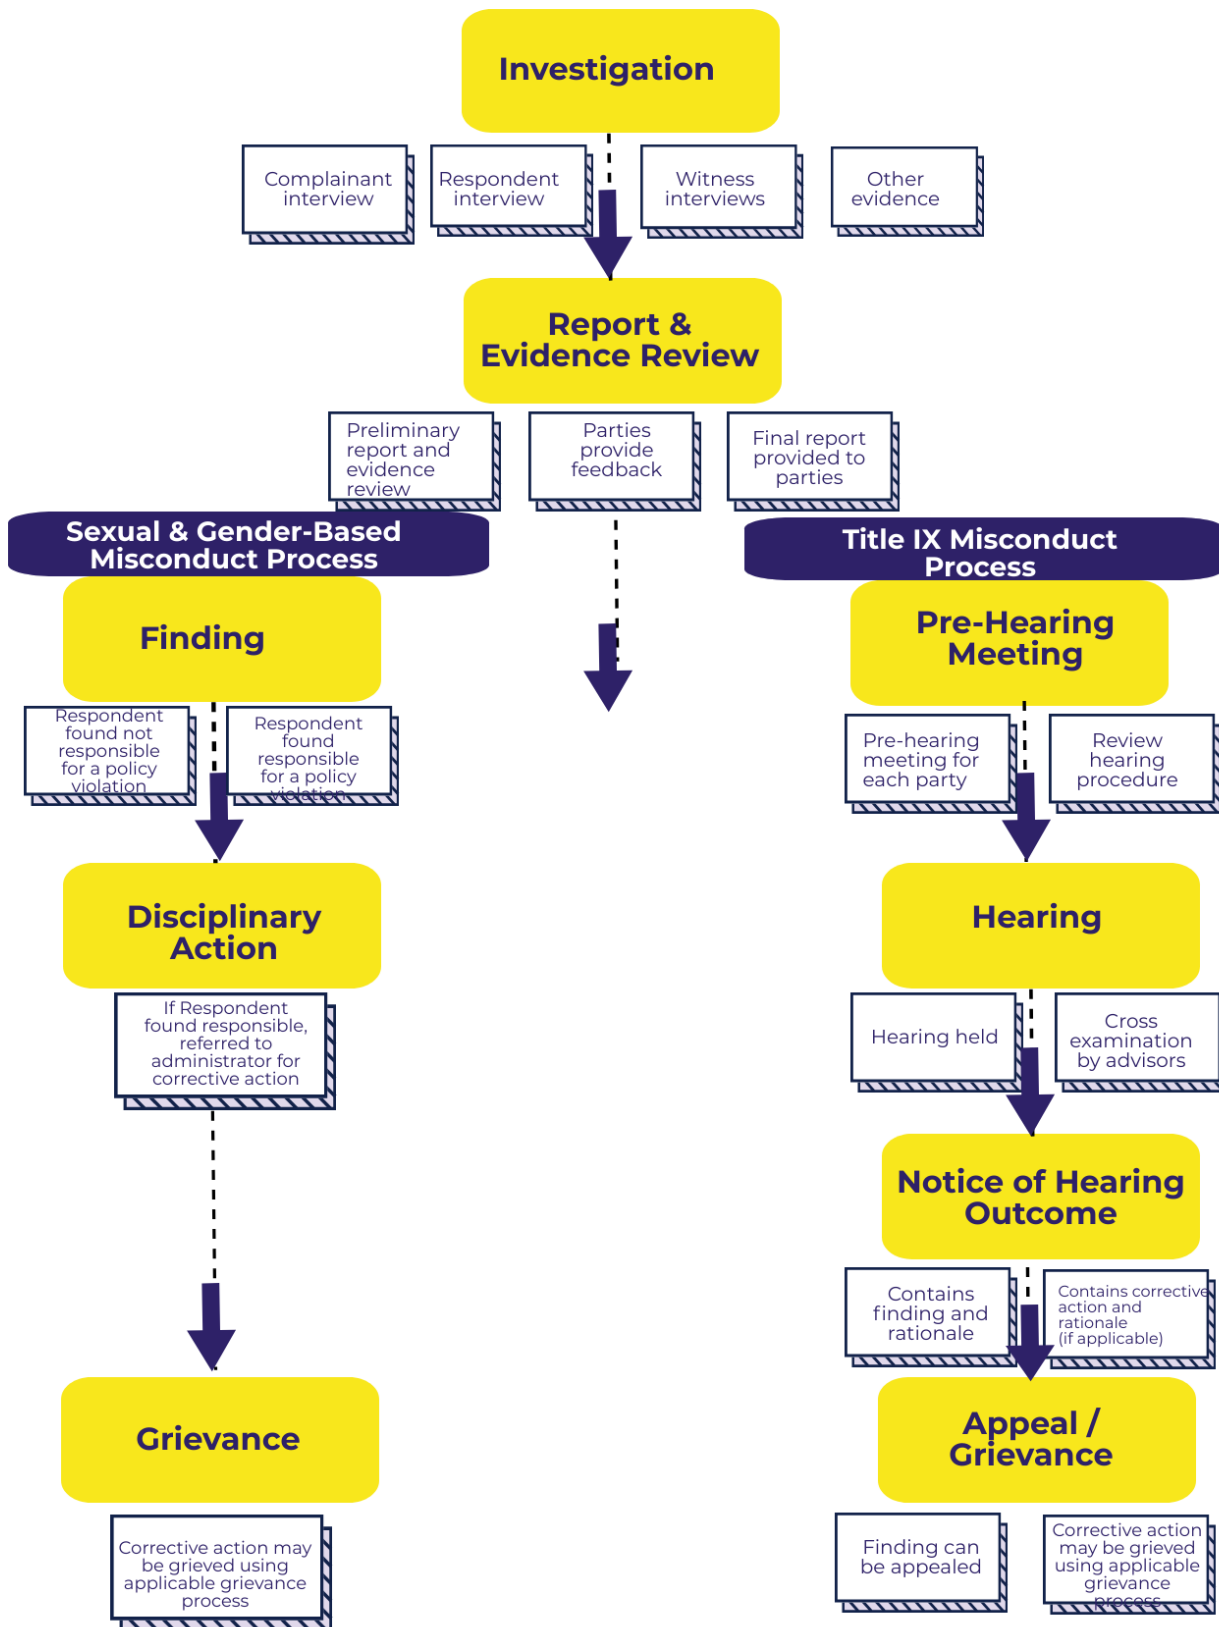 Investigation
Complainant
interview
Respondent
interview
Witness
interviews
Other
evidence
Report &
Evidence Review
Preliminary
report and
evidence
review
Parties
provide
feedback
Final report
provided to
parties
Sexual & Gender-Based
Misconduct Process
Title IX Misconduct
Process
Finding
Respondent
found not
responsible
for a policy
violation
Respondent
found
responsible
for a policy
violation
Pre-Hearing
Meeting
Pre-hearing
meeting for
each party
Review
hearing
procedure
Disciplinary
Action
If Respondent
found responsible,
referred to
administrator for
corrective action
Hearing
Hearing held
Cross
examination
by advisors
Notice of Hearing
Outcome
Contains
finding and
rationale
Contains corrective
action and
rationale
(if applicable)
Grievance
Corrective action may
be grieved using
applicable grievance
process
Appeal /
Grievance
Finding can
be appealed
Corrective action
may be grieved
using applicable
grievance
process